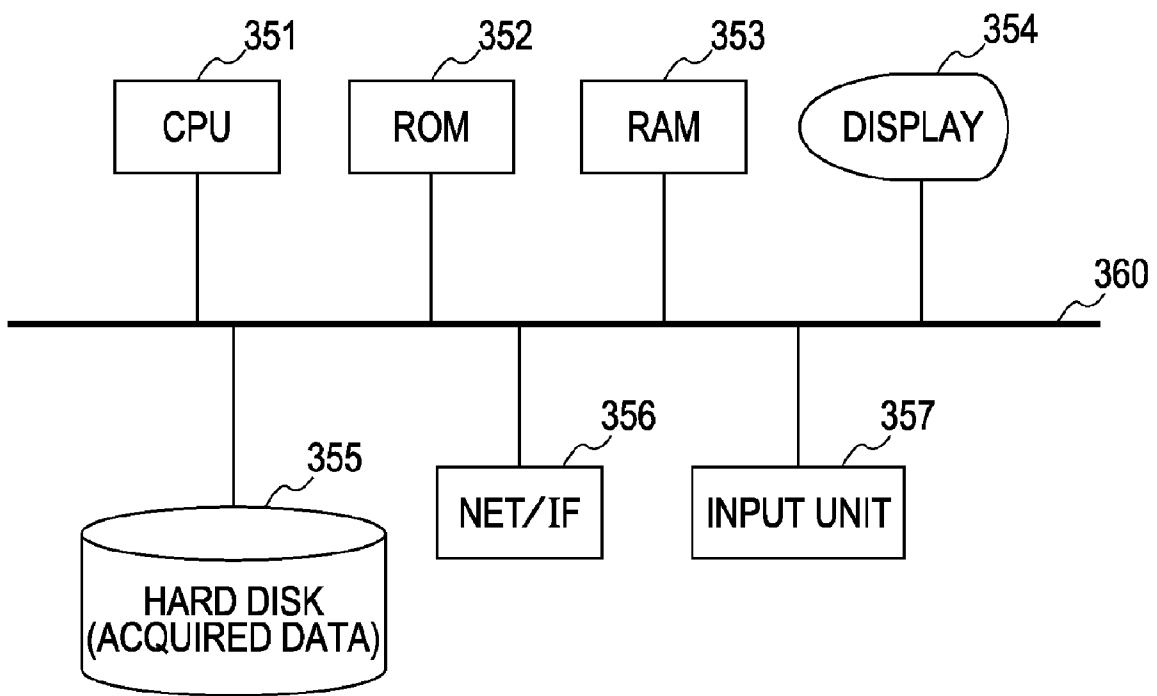 351
352
353
354
CPU
ROM
RAM
DISPLAY
360
355
356
357
NET/IF
INPUT UNIT
HARD DISK
(ACQUIRED DATA)